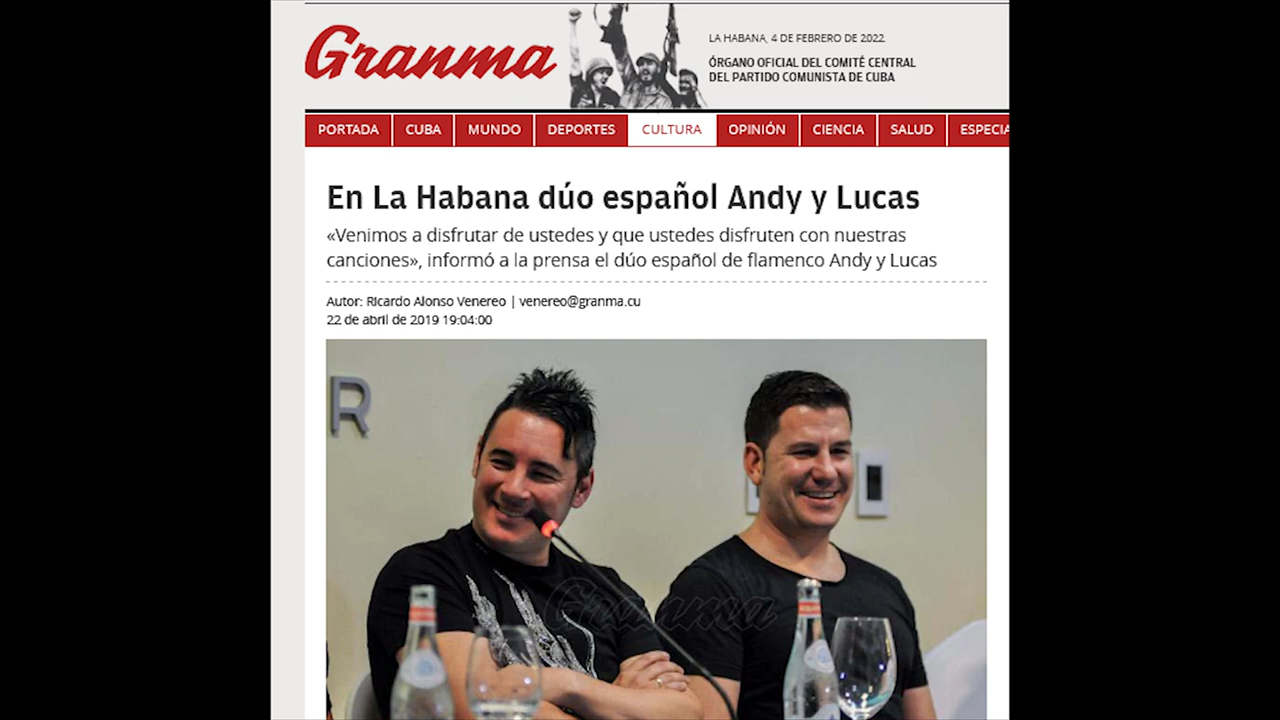 Granma
LA HABANA, 4 DE FEBRERO DE 2022
ÓRGANO OFICIAL DEL COMITÉ CENTRAL
DEL PARTIDO COMUNISTA DE CUBA
PORTADA CUBA MUNDO DEPORTES CULTURA OPINIÓN CIENCIA SALUD ESPECIA
En La Habana dúo español Andy y Lucas
«Venimos a disfrutar de ustedes y que ustedes disfruten con nuestras
canciones», informó a la prensa el dúo español de flamenco Andy y Lucas
Autor: Ricardo Alonso Venereo | venereo@granma.cu
22 de abril de 2019 19:04:00
R
Granma